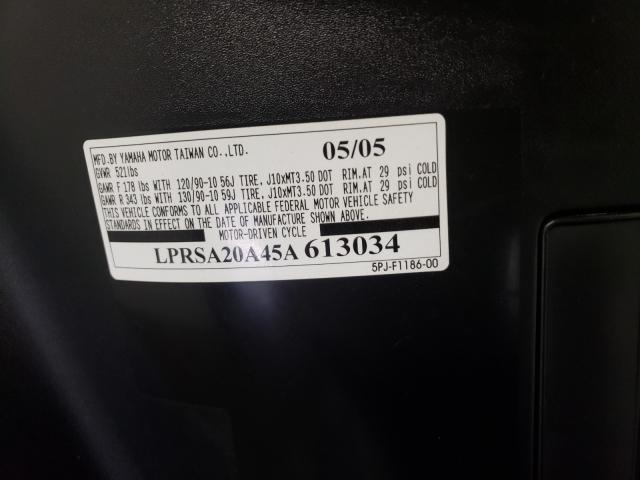 MFD.BY YAMAHA MOTOR TAIWAN CO.,LTD. 05/05
GVWR 521lbs
GAWR F 178 lbs WITH 120/90-10 56J TIRE, J10xMT3.50 DOT RIM.AT 29 psi COLD
GAWR R 343 lbs WITH 130/90-10 59J TIRE, J10xMT3.50 DOT RIM.AT 29 psi COLD
THIS VEHICLE CONFORMS TO ALL APPLICABLE FEDERAL MOTOR VEHICLE SAFETY
STANDARDS IN EFFECT ON THE DATE OF MANUFACTURE SHOWN ABOVE.
MOTOR-DRIVEN CYCLE
LPRSA20A45A613034
5PJ-F1186-00